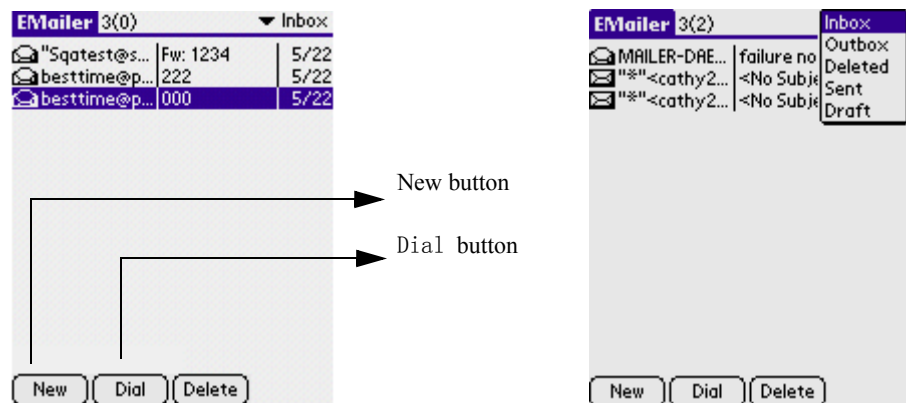 EMailer 3(0) Inbox
"Sqatest@s... Fw: 1234 5/22
besttime@p... 222 5/22
besttime@p... 000 5/22
New button
Dial button
New Dial Delete
EMailer 3(2)
Inbox
Outbox
Deleted
Sent
Draft
MAILER-DAE... failure no
"*"<cathy2... <No Subje
"*"<cathy2... <No Subje
New Dial Delete